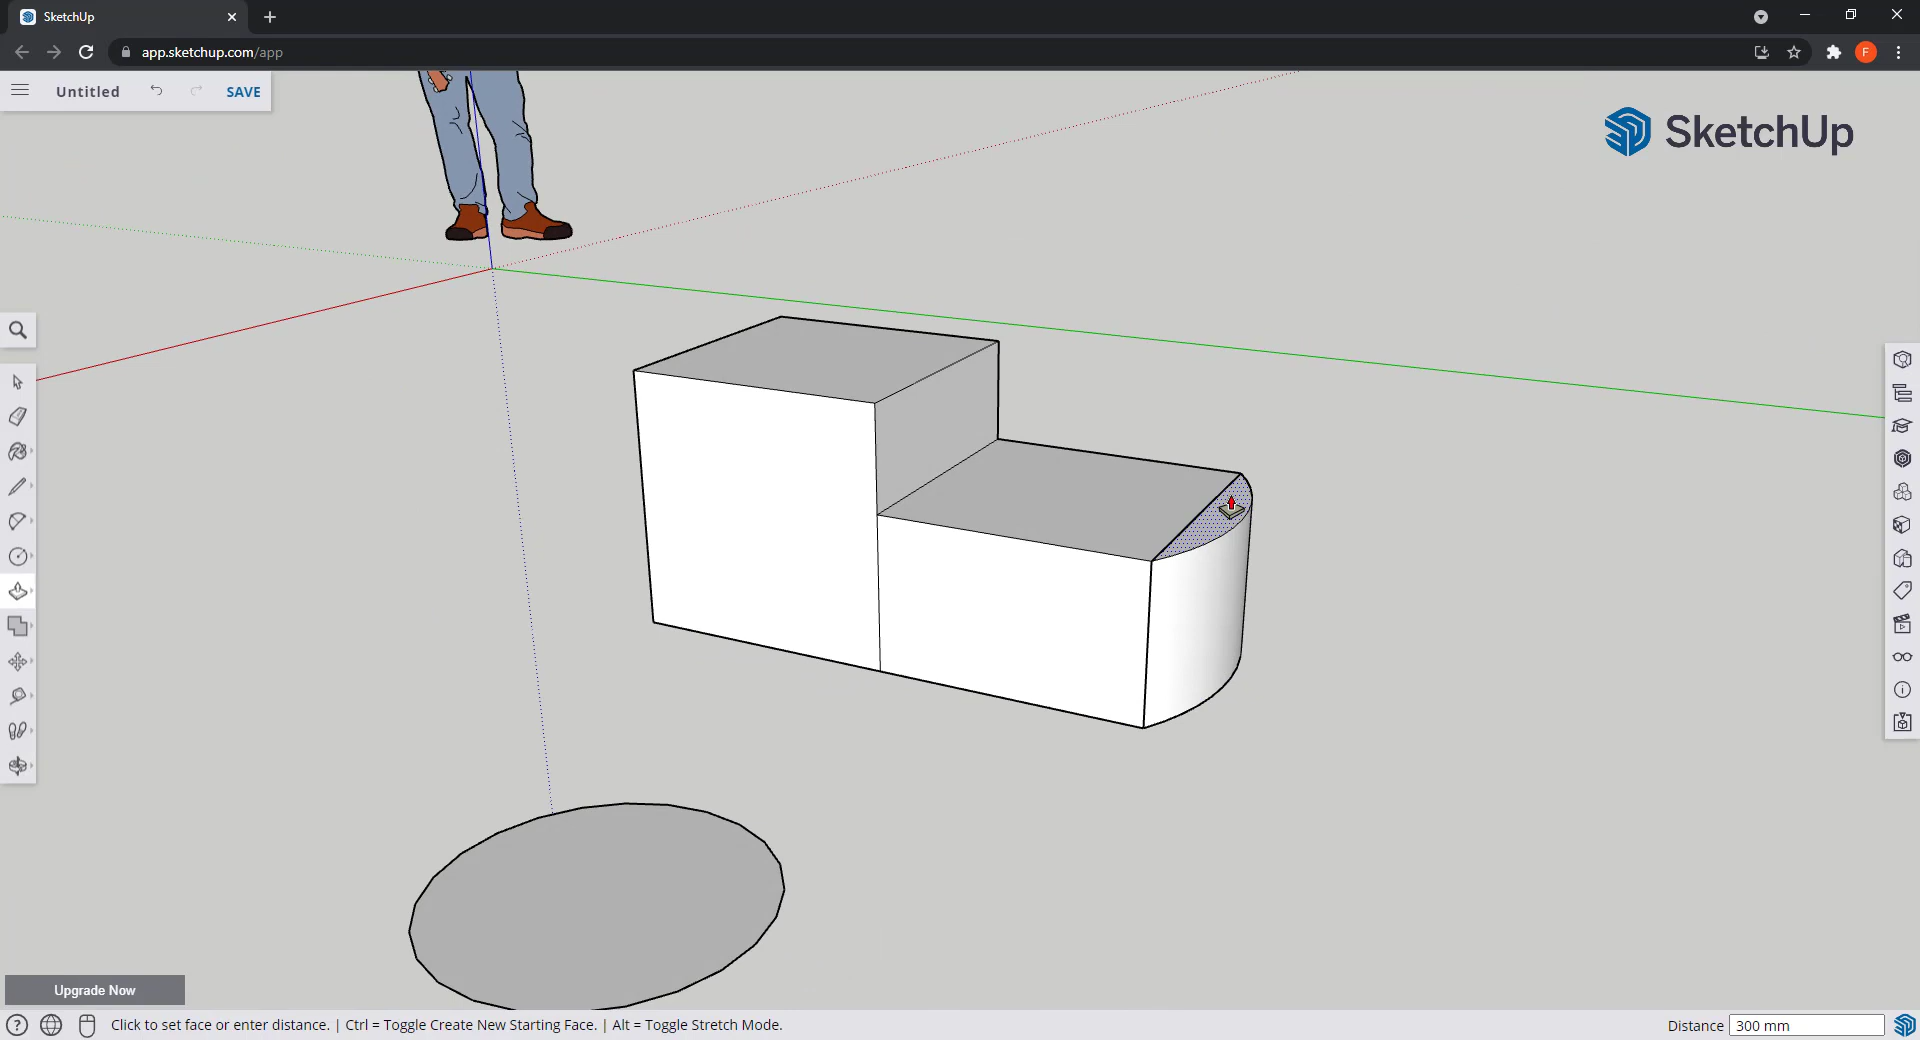 SketchUp
app.sketchup.com/app
F
Untitled
SAVE
SketchUp
Upgrade Now
Click to set face or enter distance. | Ctrl = Toggle Create New Starting Face. | Alt = Toggle Stretch Mode.
Distance 300 mm